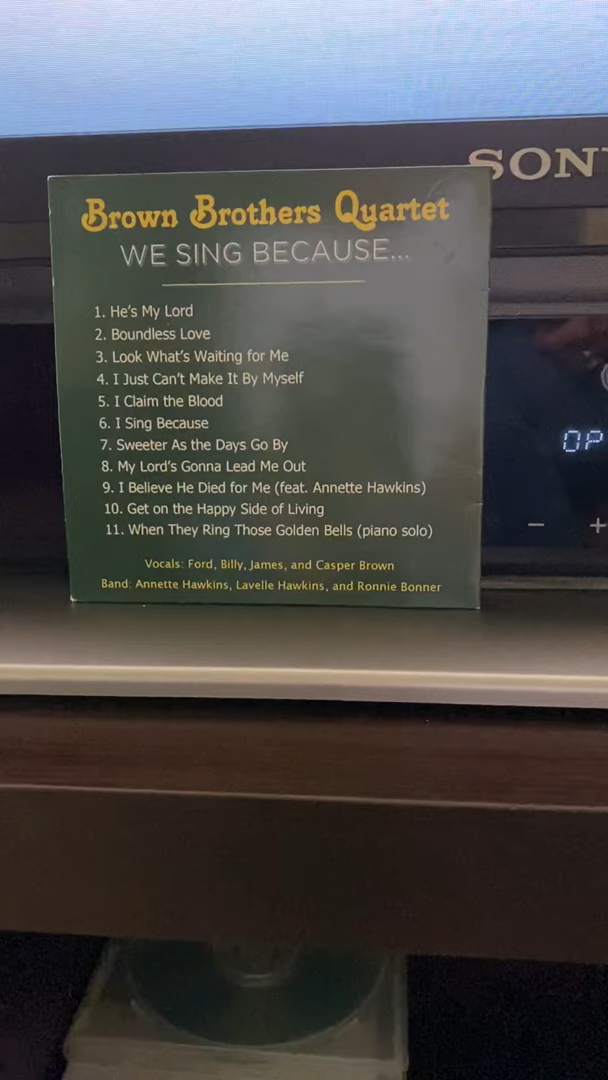 SON
Brown Brothers Quartet
WE SING BECAUSE...
1. He's My Lord
2. Boundless Love
3. Look What's Waiting for Me
4. I Just Can't Make It By Myself
5. I Claim the Blood
6. I Sing Because
7. Sweeter As the Days Go By
8. My Lord's Gonna Lead Me Out
9. I Believe He Died for Me (feat. Annette Hawkins)
10. Get on the Happy Side of Living
11. When They Ring Those Golden Bells (piano solo)
Vocals: Ford, Billy, James, and Casper Brown
Band: Annette Hawkins, Lavelle Hawkins, and Ronnie Bonner
OP
− +